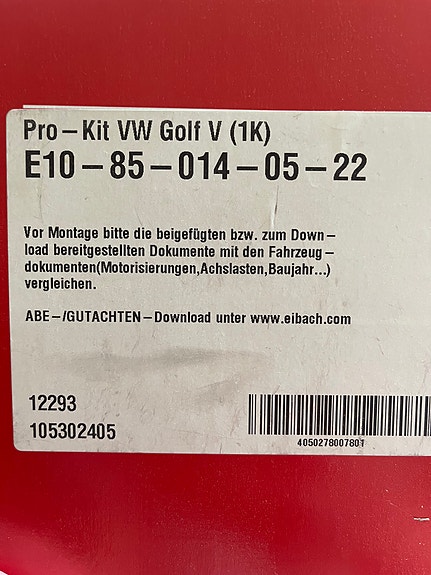 Pro-Kit VW Golf V (1K)
E10-85-014-05-22
Vor Montage bitte die beigefügten bzw. zum Down-
load bereitgestellten Dokumente mit den Fahrzeug-
dokumenten(Motorisierungen,Achslasten,Baujahr...)
vergleichen.
ABE-/GUTACHTEN-Download unter www.eibach.com
12293
105302405
4050278007801